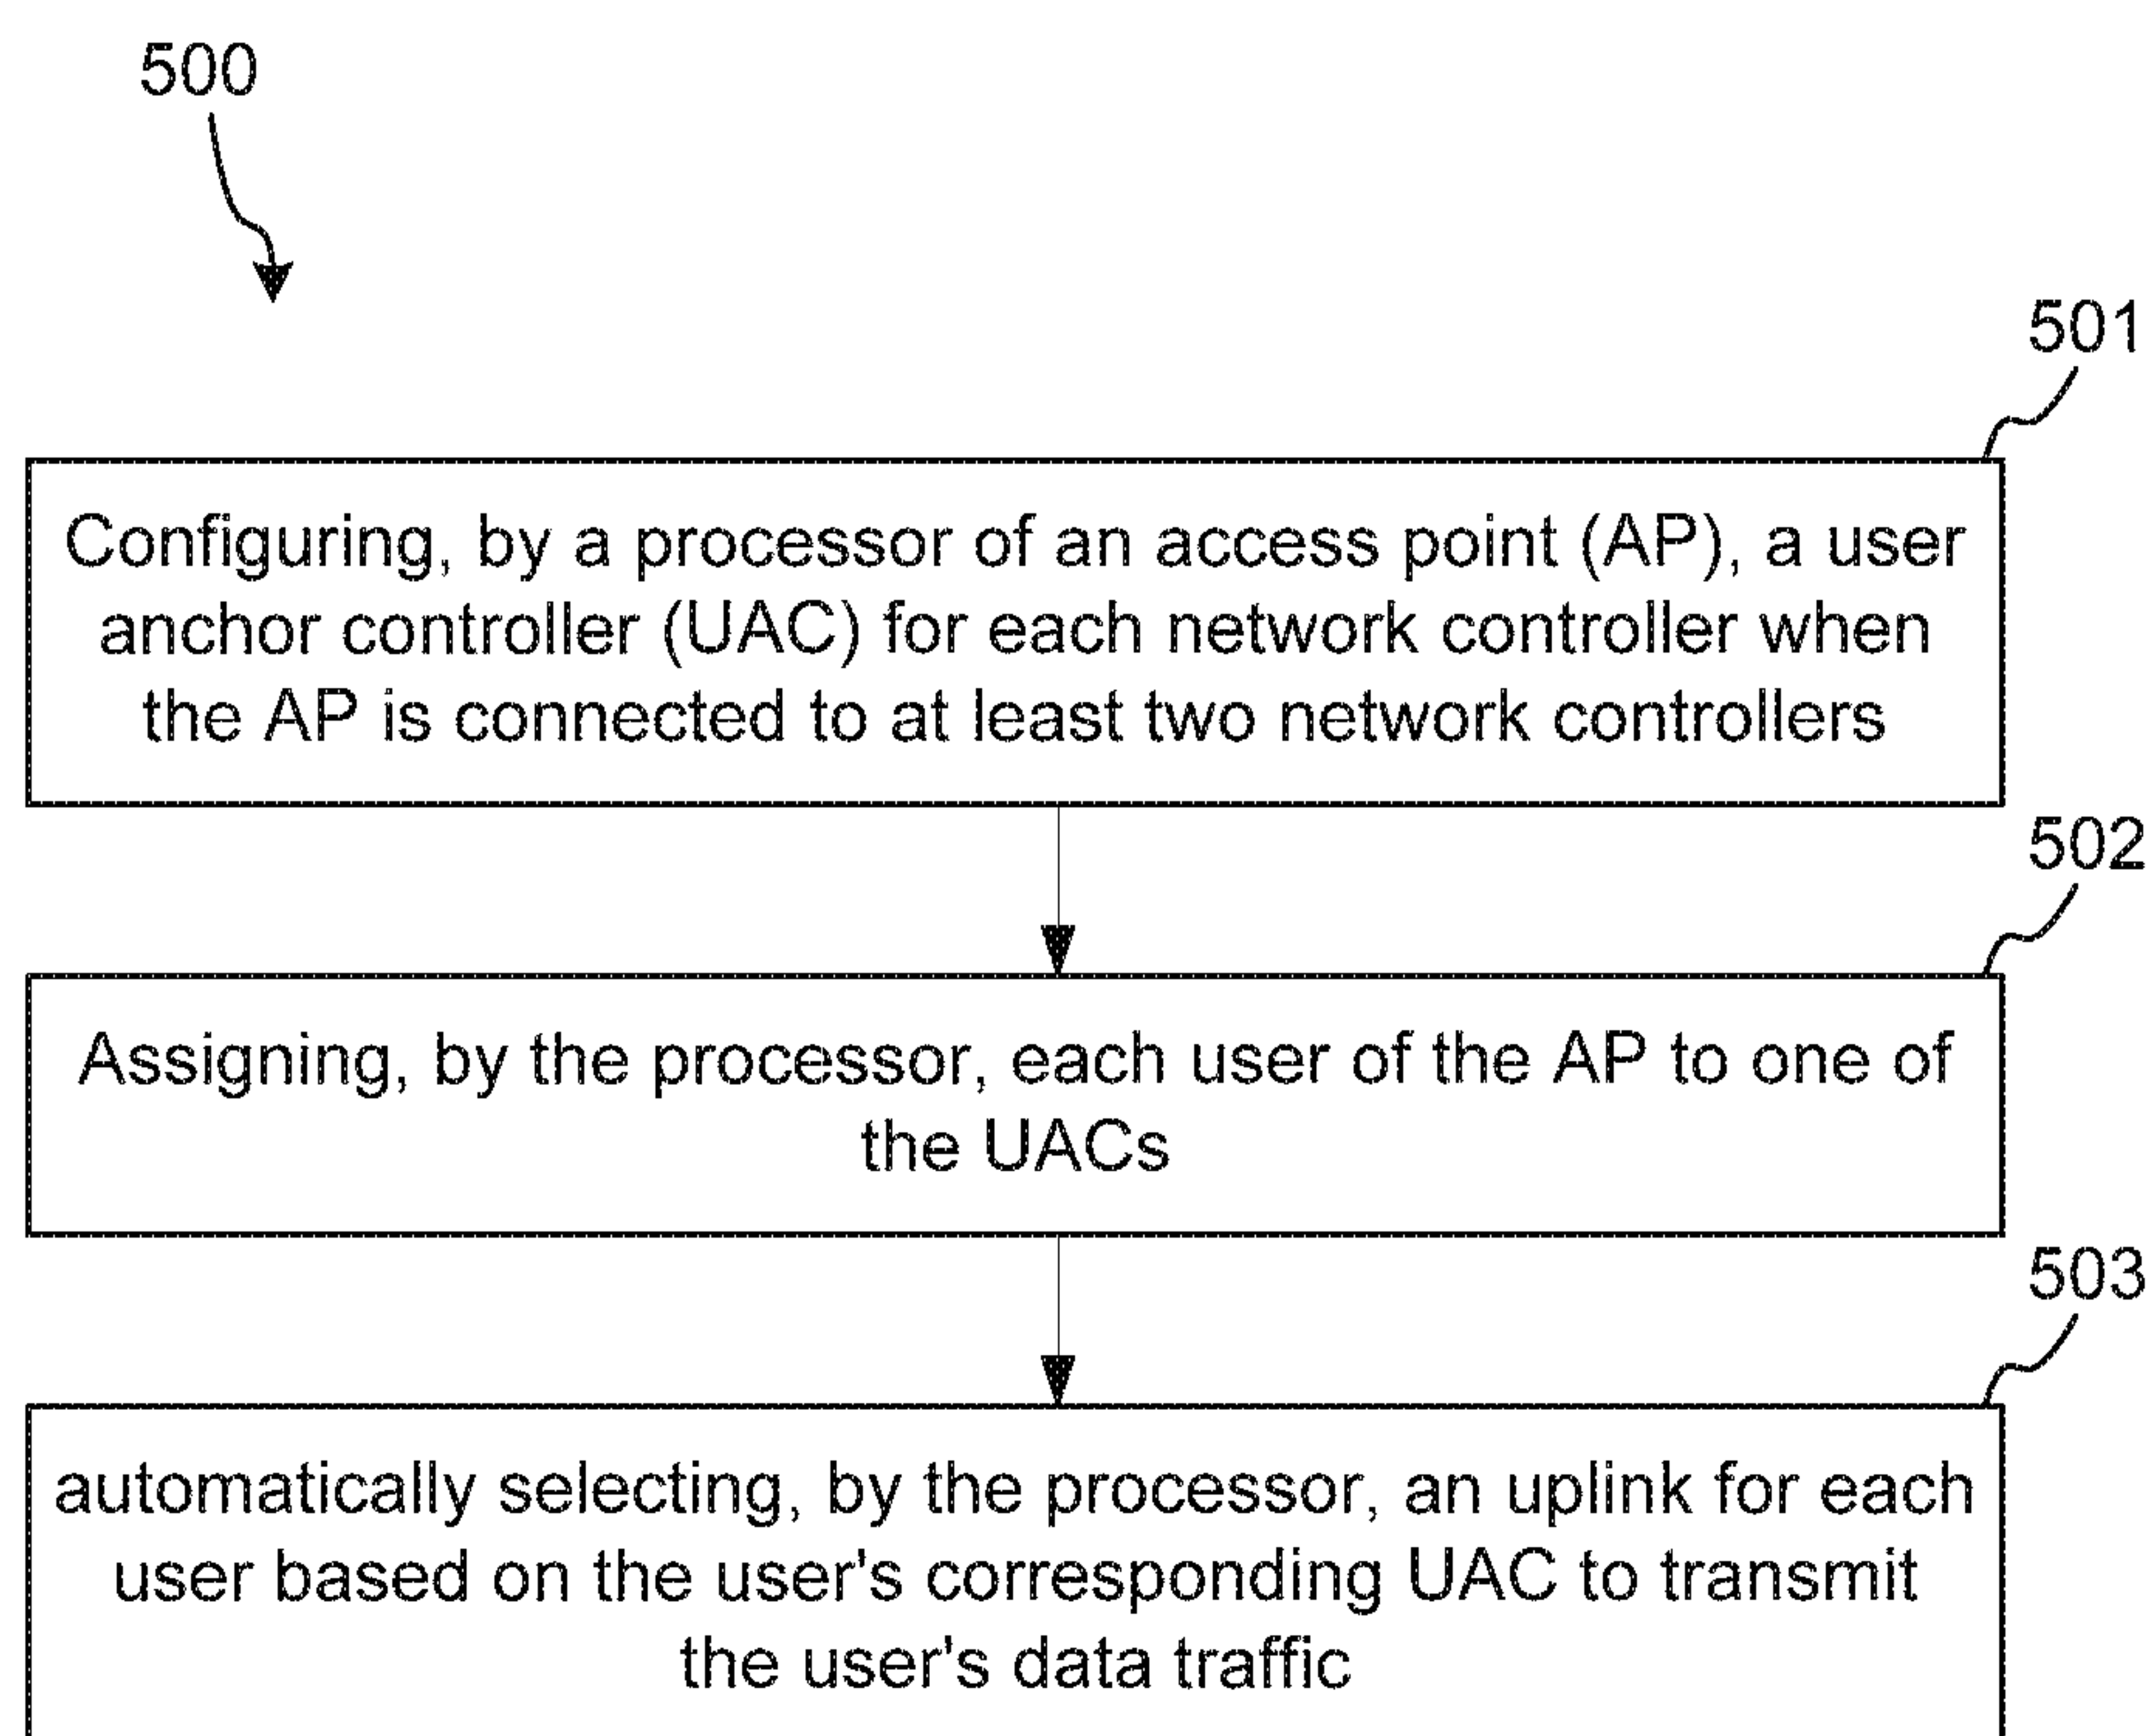 500
501
Configuring, by a processor of an access point (AP), a user
anchor controller (UAC) for each network controller when
the AP is connected to at least two network controllers
502
Assigning, by the processor, each user of the AP to one of
the UACs
503
automatically selecting, by the processor, an uplink for each
user based on the user's corresponding UAC to transmit
the user's data traffic